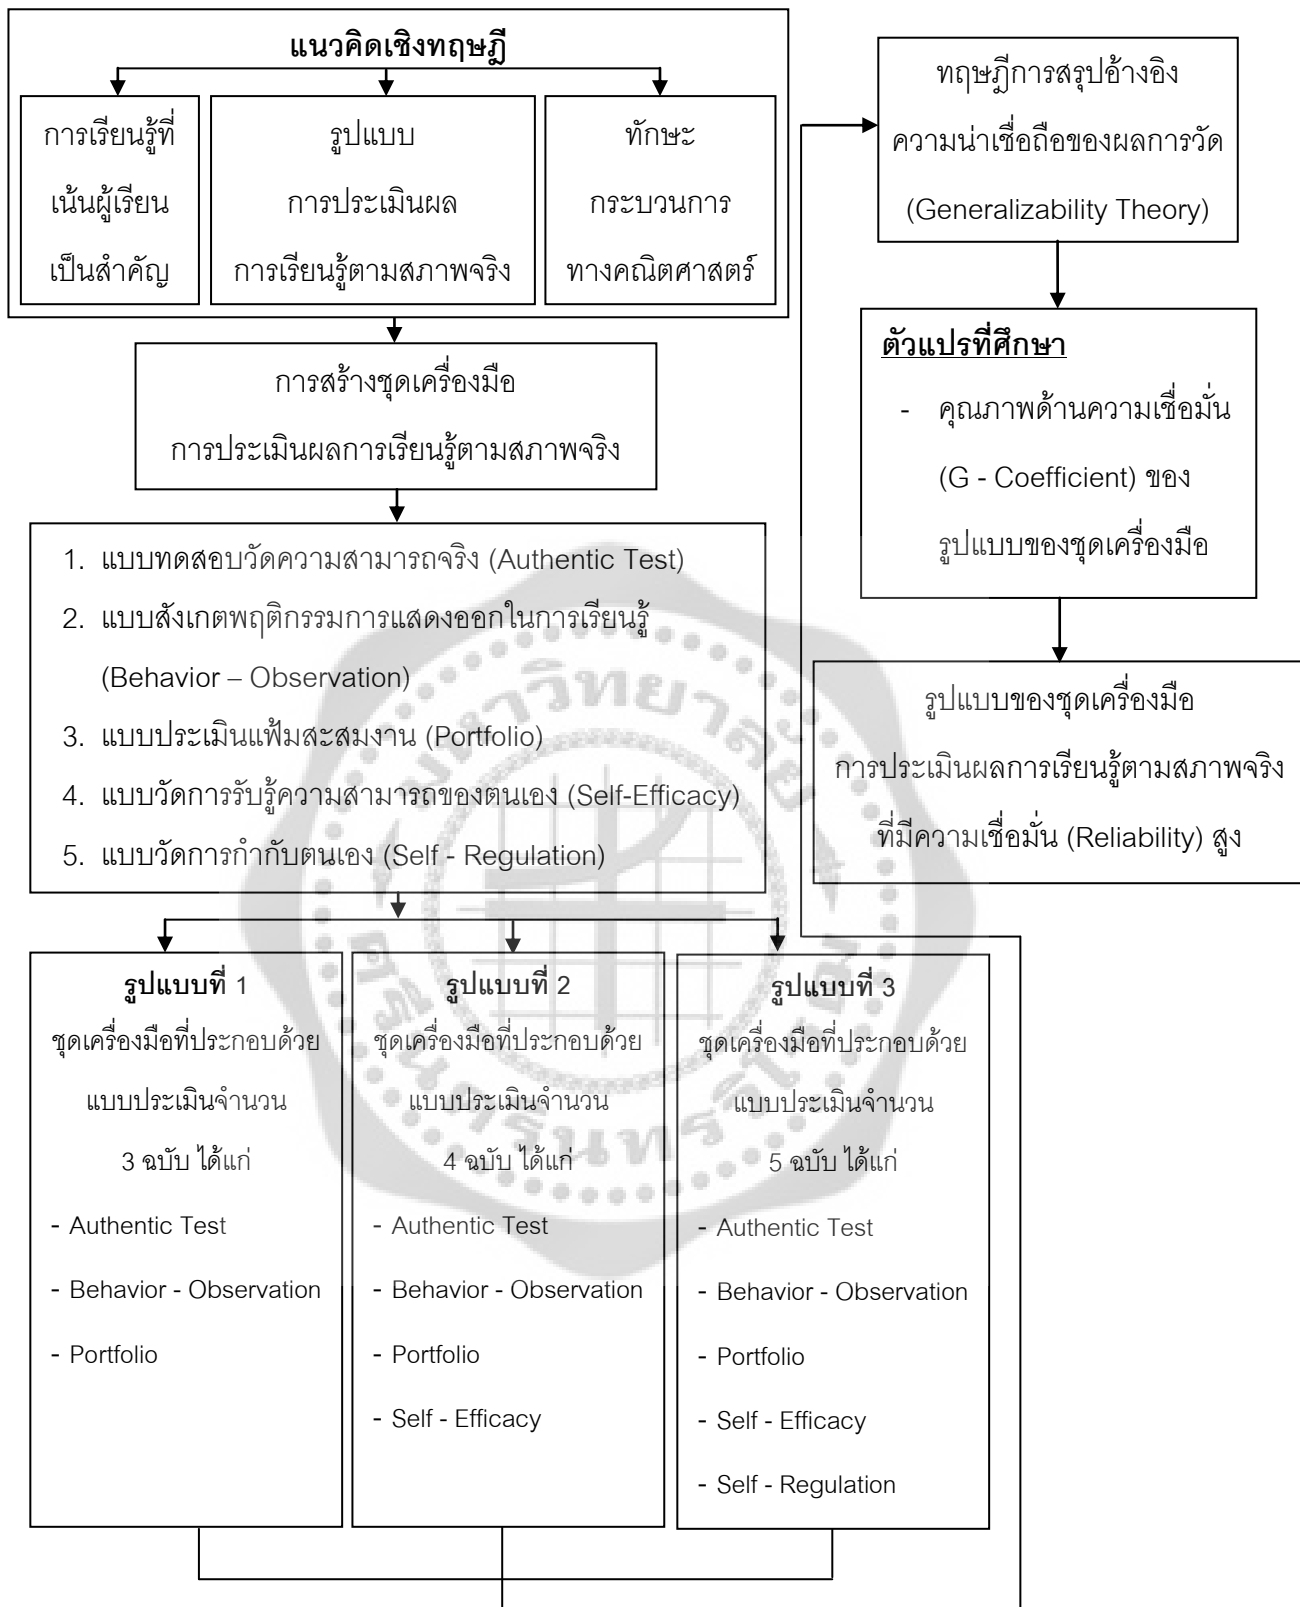 แนวคิดเชิงทฤษฎี
การเรียนรู้ที่
เน้นผู้เรียน
เป็นสำคัญ
รูปแบบ
การประเมินผล
การเรียนรู้ตามสภาพจริง
ทักษะ
กระบวนการ
ทางคณิตศาสตร์
การสร้างชุดเครื่องมือ
การประเมินผลการเรียนรู้ตามสภาพจริง
1. แบบทดสอบวัดความสามารถจริง (Authentic Test)
2. แบบสังเกตพฤติกรรมการแสดงออกในการเรียนรู้
(Behavior – Observation)
3. แบบประเมินแฟ้มสะสมงาน (Portfolio)
4. แบบวัดการรับรู้ความสามารถของตนเอง (Self-Efficacy)
5. แบบวัดการกำกับตนเอง (Self - Regulation)
รูปแบบที่ 1
ชุดเครื่องมือที่ประกอบด้วย
แบบประเมินจำนวน
3 ฉบับ ได้แก่
- Authentic Test
- Behavior - Observation
- Portfolio
รูปแบบที่ 2
ชุดเครื่องมือที่ประกอบด้วย
แบบประเมินจำนวน
4 ฉบับ ได้แก่
- Authentic Test
- Behavior - Observation
- Portfolio
- Self - Efficacy
รูปแบบที่ 3
ชุดเครื่องมือที่ประกอบด้วย
แบบประเมินจำนวน
5 ฉบับ ได้แก่
- Authentic Test
- Behavior - Observation
- Portfolio
- Self - Efficacy
- Self - Regulation
ทฤษฎีการสรุปอ้างอิง
ความน่าเชื่อถือของผลการวัด
(Generalizability Theory)
ตัวแปรที่ศึกษา
- คุณภาพด้านความเชื่อมั่น
(G - Coefficient) ของ
รูปแบบของชุดเครื่องมือ
รูปแบบของชุดเครื่องมือ
การประเมินผลการเรียนรู้ตามสภาพจริง
ที่มีความเชื่อมั่น (Reliability) สูง
มหาวิทยาลัย
ศรีนครินทรวิโรฒ